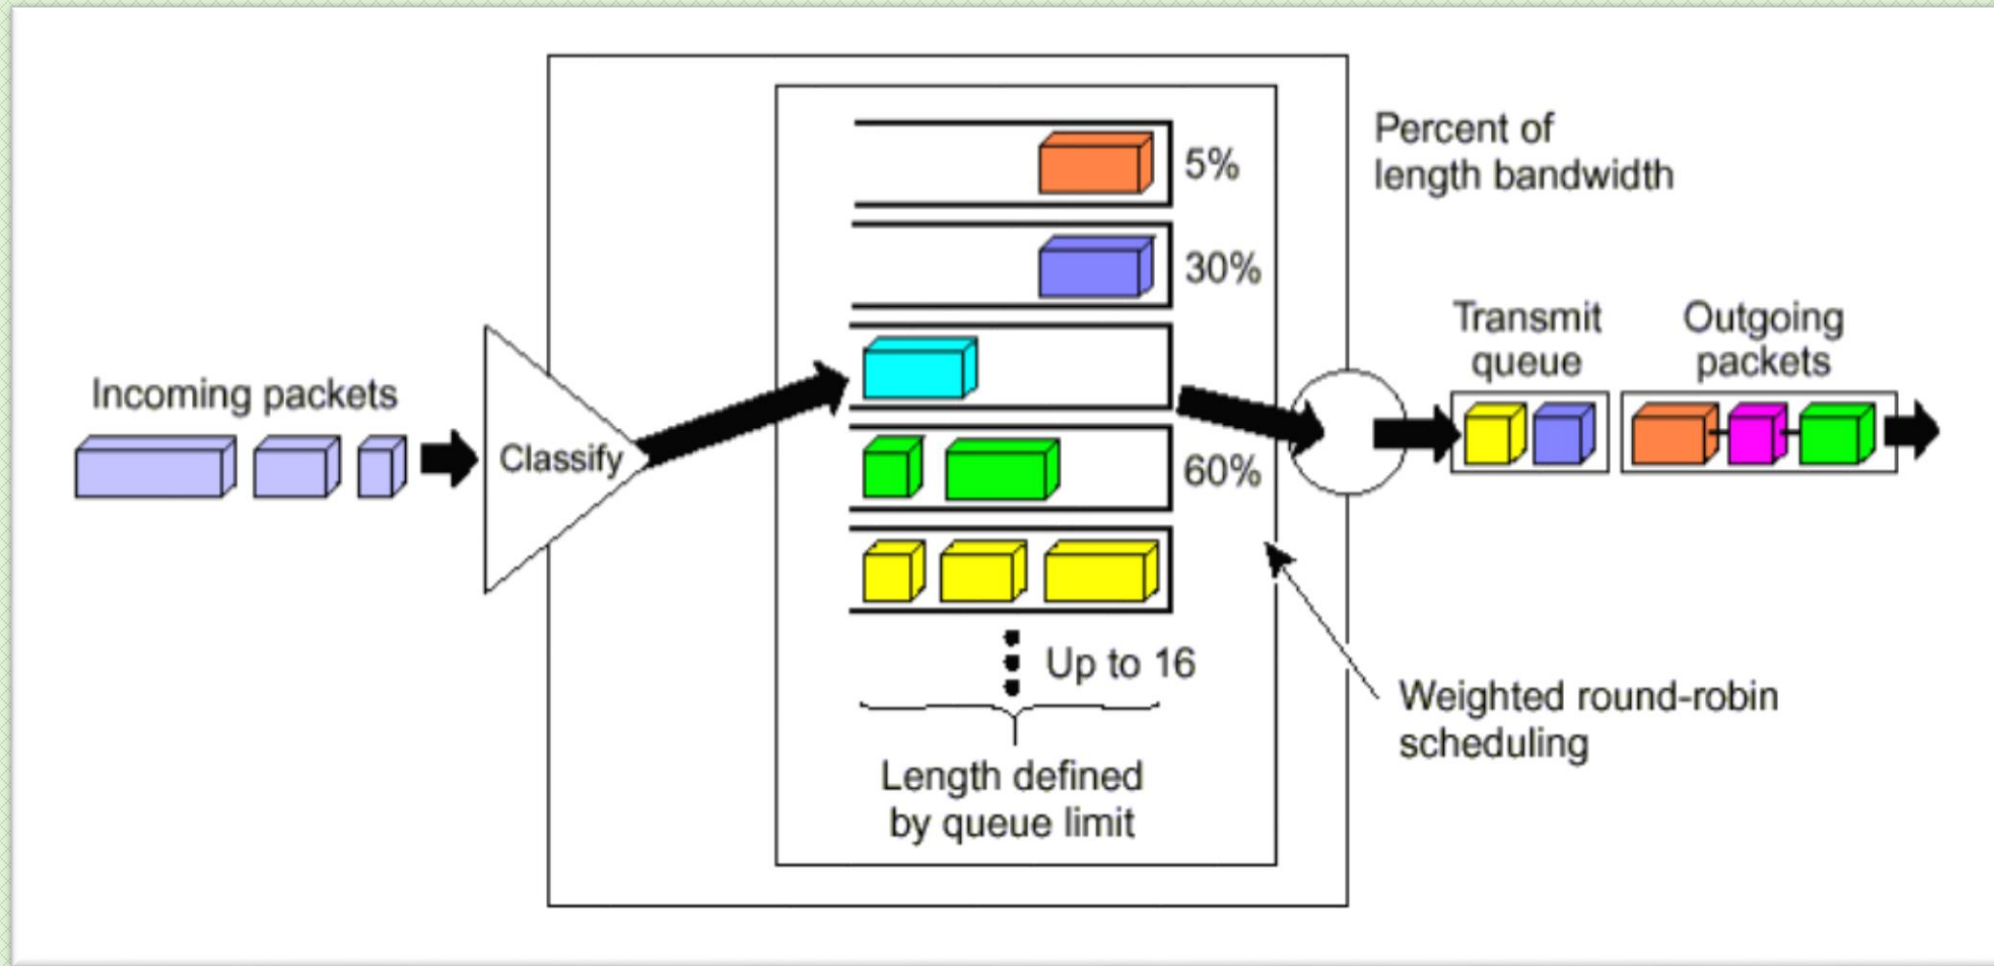 Incoming packets
Classify
5%
30%
60%
Up to 16
Length defined
by queue limit
Percent of
length bandwidth
Transmit
queue
Outgoing
packets
Weighted round-robin
scheduling